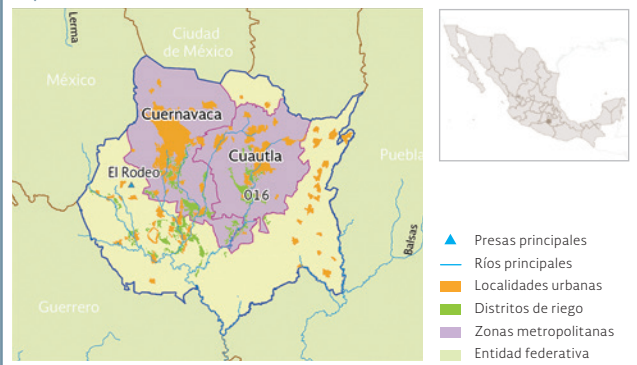 Lerma
Ciudad
de México
México
Cuernavaca
Cuautla
El Rodeo
016
Puebla
Balsas
Guerrero
Presas principales
Ríos principales
Localidades urbanas
Distritos de riego
Zonas metropolitanas
Entidad federativa